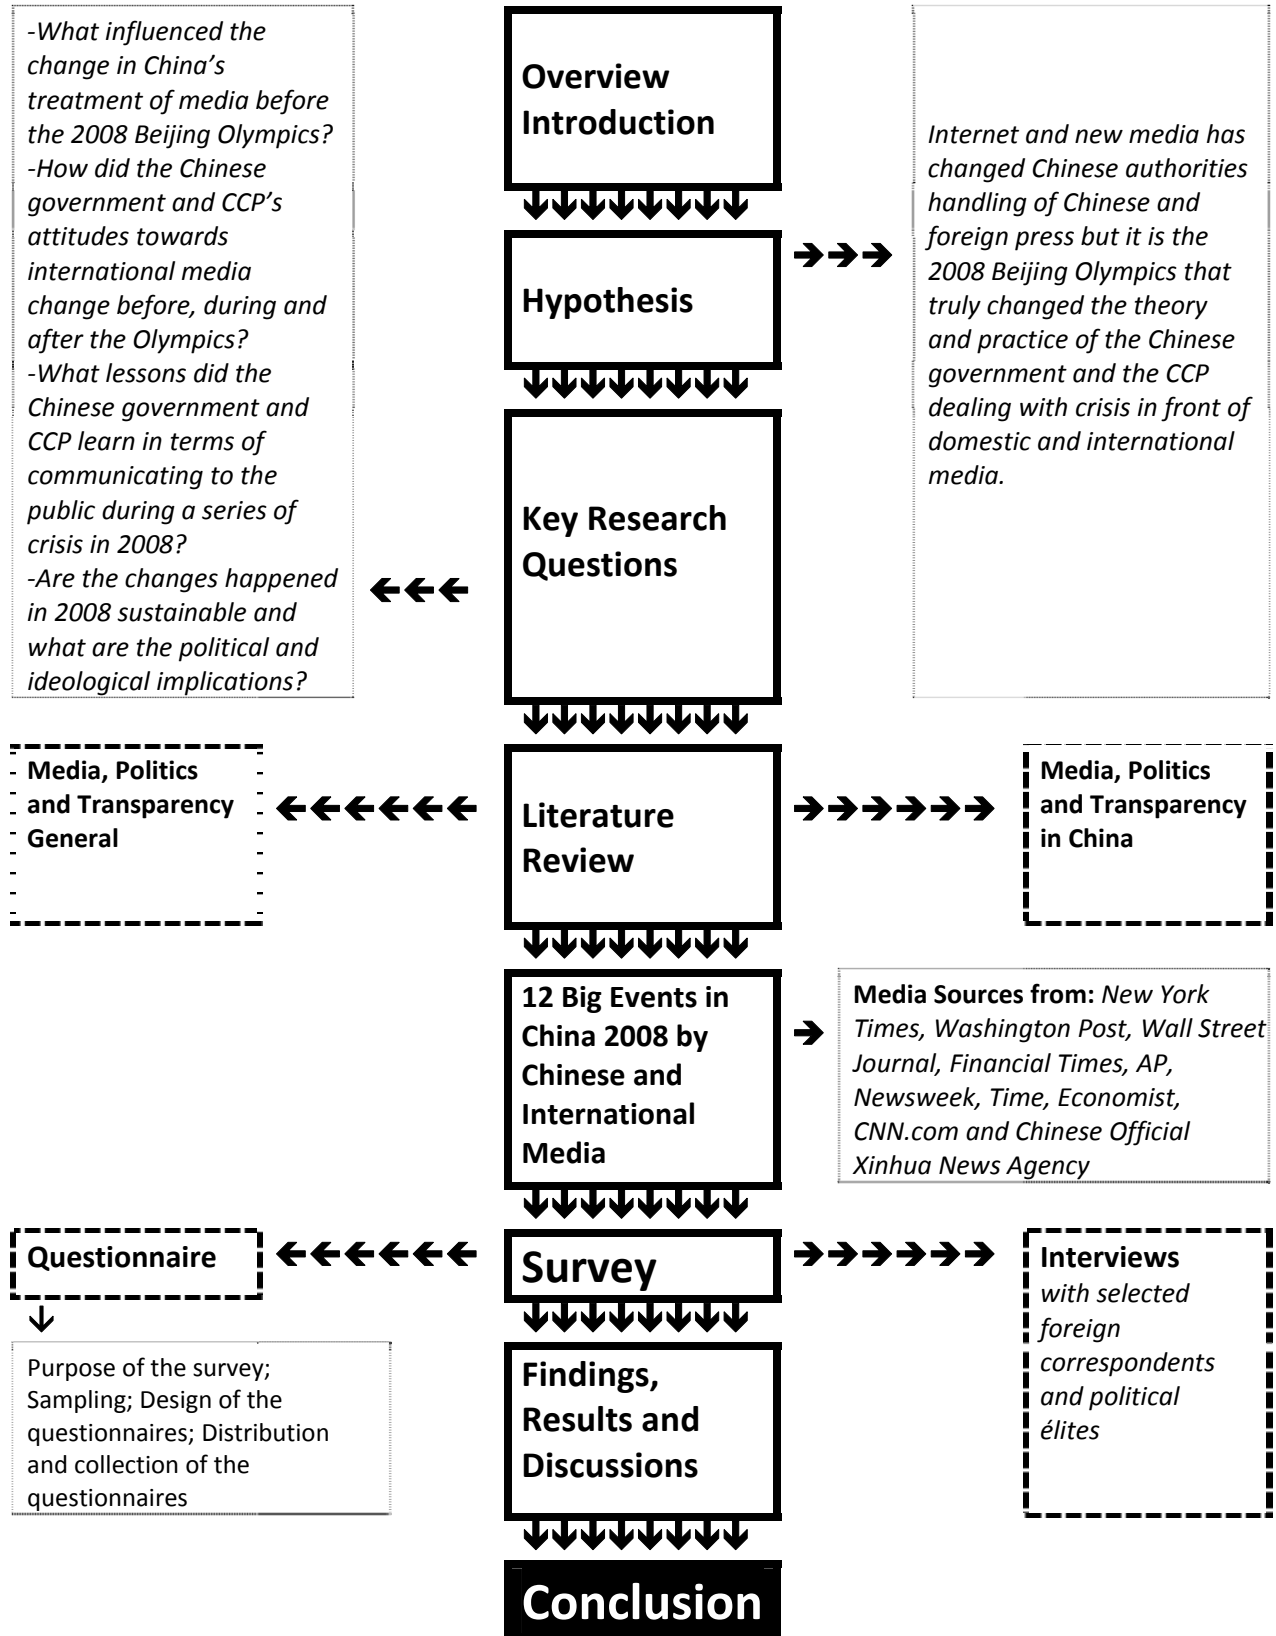 Overview
Introduction
Hypothesis
Internet and new media has
changed Chinese authorities
handling of Chinese and
foreign press but it is the
2008 Beijing Olympics that
truly changed the theory
and practice of the Chinese
government and the CCP
dealing with crisis in front of
domestic and international
media.
Key Research
Questions
-What influenced the
change in China’s
treatment of media before
the 2008 Beijing Olympics?
-How did the Chinese
government and CCP’s
attitudes towards
international media
change before, during and
after the Olympics?
-What lessons did the
Chinese government and
CCP learn in terms of
communicating to the
public during a series of
crisis in 2008?
-Are the changes happened
in 2008 sustainable and
what are the political and
ideological implications?
Literature
Review
Media, Politics
and Transparency
General
Media, Politics
and Transparency
in China
12 Big Events in
China 2008 by
Chinese and
International
Media
Media Sources from: New York
Times, Washington Post, Wall Street
Journal, Financial Times, AP,
Newsweek, Time, Economist,
CNN.com and Chinese Official
Xinhua News Agency
Survey
Questionnaire
Purpose of the survey;
Sampling; Design of the
questionnaires; Distribution
and collection of the
questionnaires
Interviews
with selected
foreign
correspondents
and political
élites
Findings,
Results and
Discussions
Conclusion